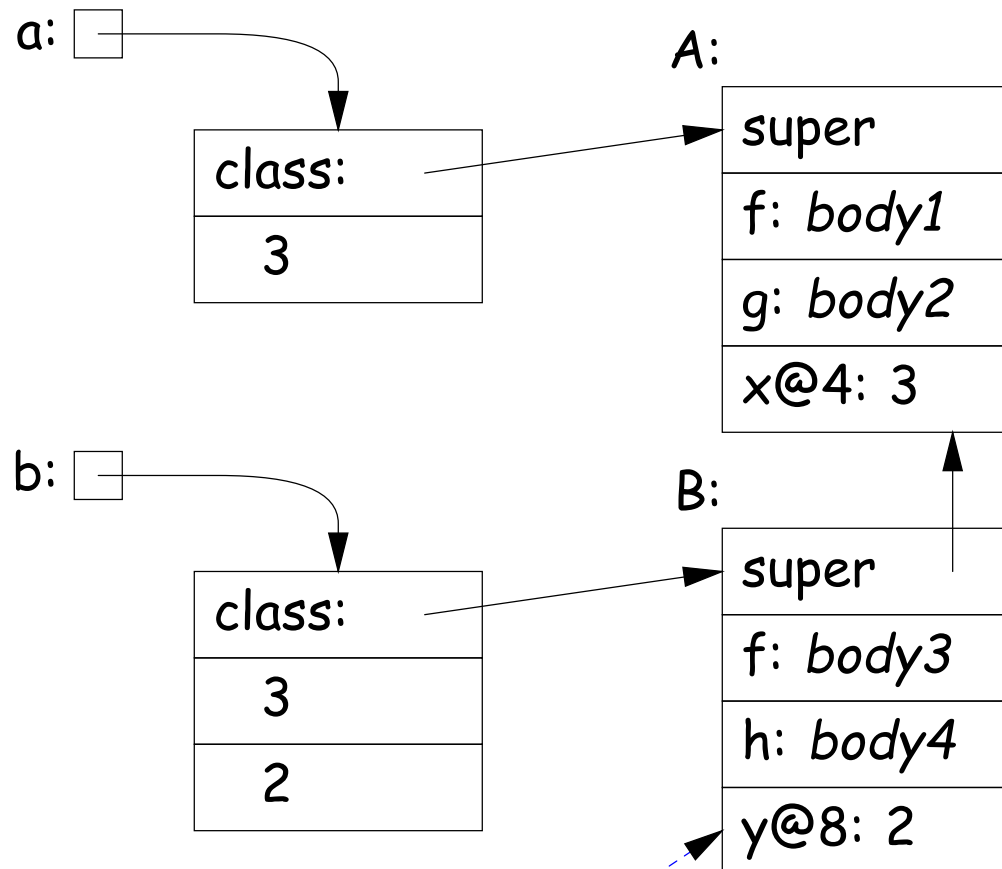 a:
class:
3
A:
super
f: body1
g: body2
x@4: 3
b:
class:
3
2
B:
super
f: body3
h: body4
y@8: 2